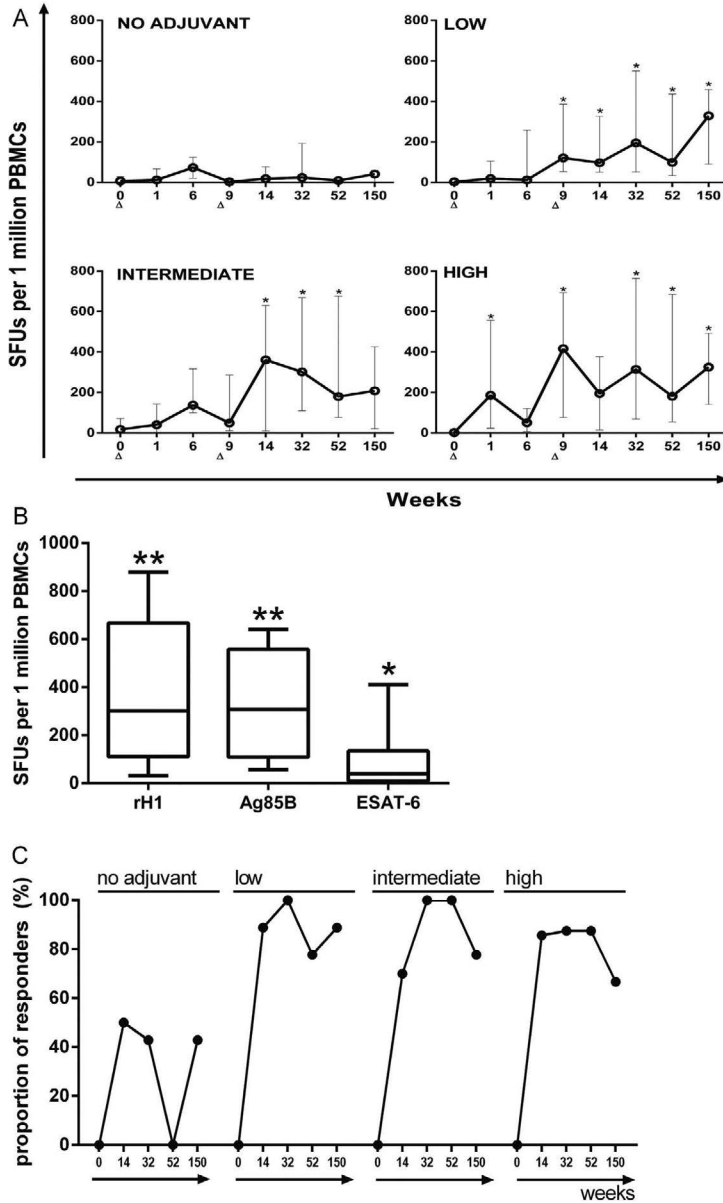 A
SFUs per 1 million PBMCs
NO ADJUVANT
800
600
400
200
0
0 1 6 9 14 32 52 150
Δ Δ
LOW
800
600
400
200
0
* * * * *
0 1 6 9 14 32 52 150
Δ Δ
INTERMEDIATE
800
600
400
200
0
* * *
0 1 6 9 14 32 52 150
Δ Δ
HIGH
800
600
400
200
0
* * * * *
0 1 6 9 14 32 52 150
Δ Δ
Weeks
B
SFUs per 1 million PBMCs
1000
800
600
400
200
0
** ** *
rH1 Ag85B ESAT-6
C
proportion of responders (%)
no adjuvant low intermediate high
100
80
60
40
20
0
0 14 32 52 150 0 14 32 52 150 0 14 32 52 150 0 14 32 52 150
weeks